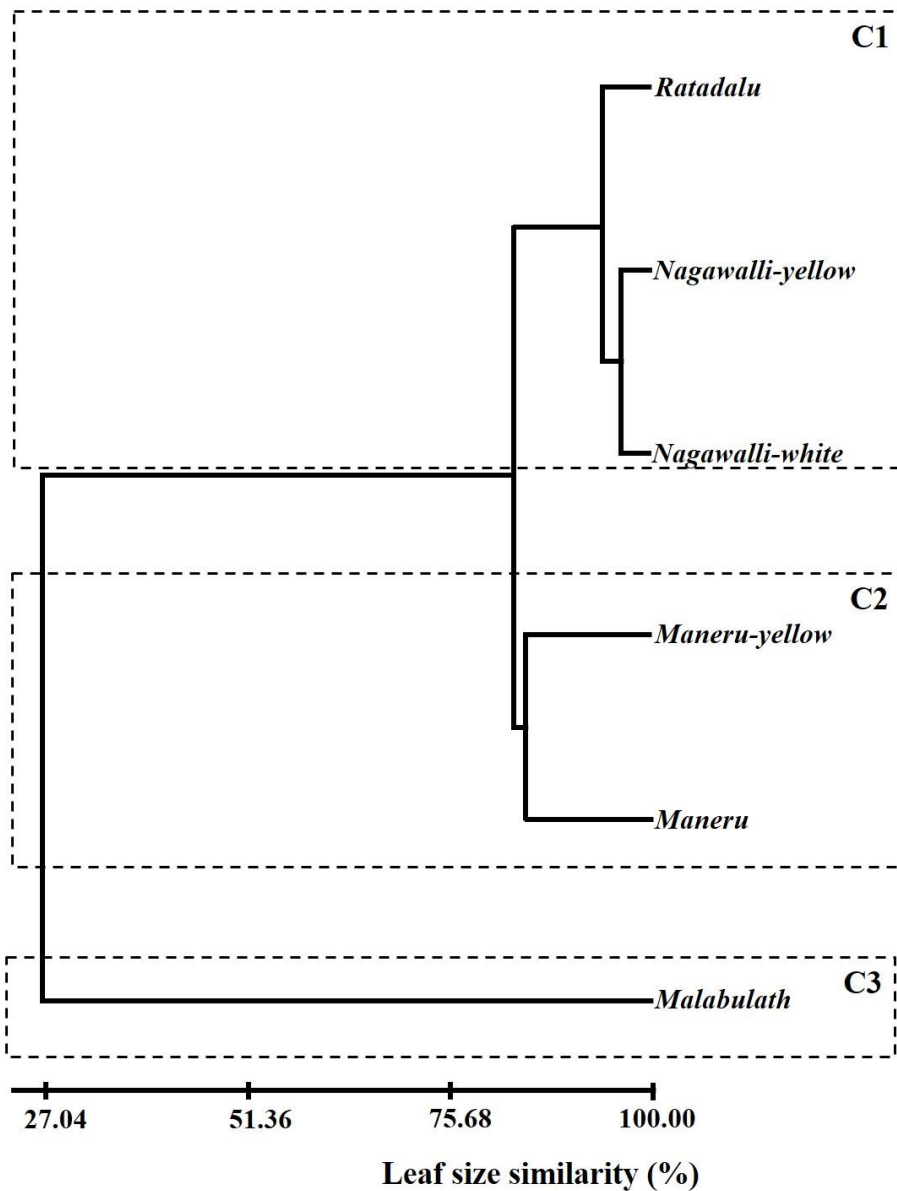 C1
Ratadalu
Nagawalli-yellow
Nagawalli-white
C2
Maneru-yellow
Maneru
C3
Malabulath
27.04 51.36 75.68 100.00
Leaf size similarity (%)